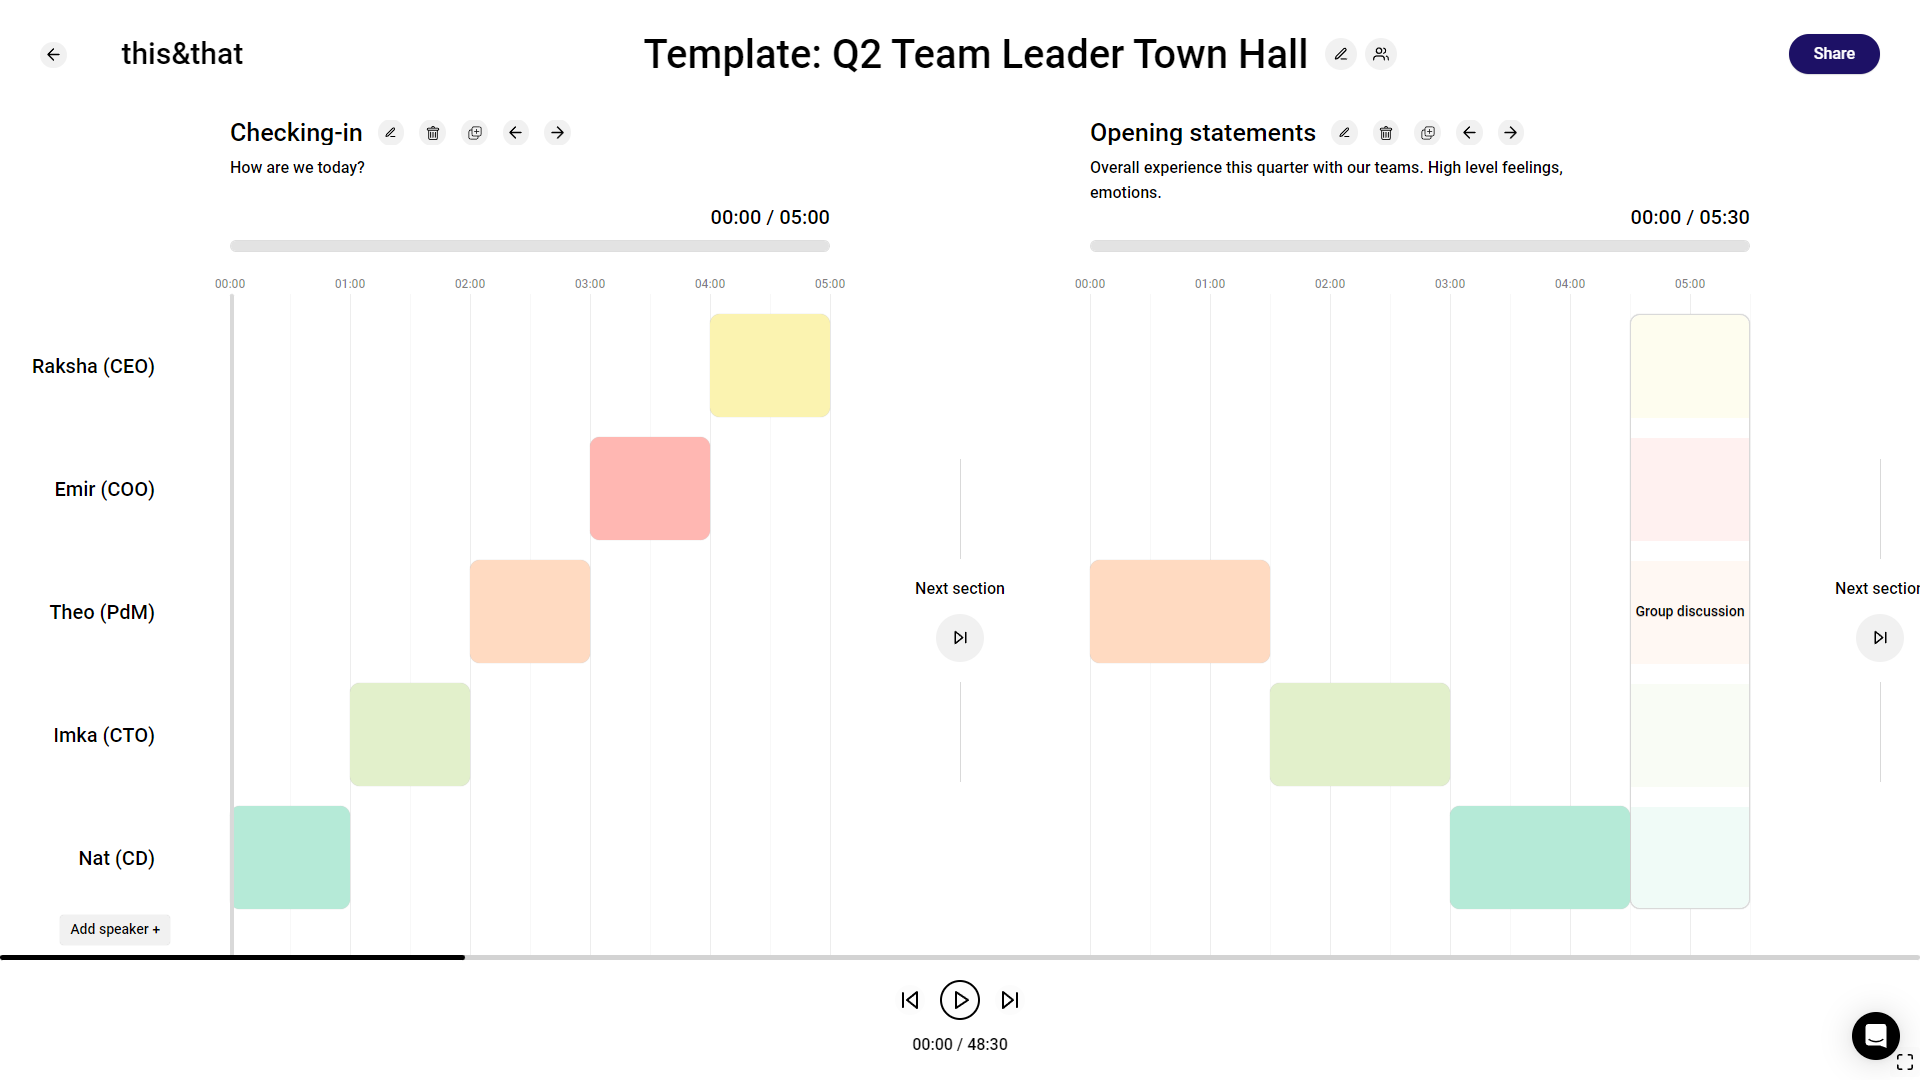 this&that
Template: Q2 Team Leader Town Hall
Share
Checking-in
How are we today?
00:00 / 05:00
00:00 01:00 02:00 03:00 04:00 05:00
Opening statements
Overall experience this quarter with our teams. High level feelings,
emotions.
00:00 / 05:30
00:00 01:00 02:00 03:00 04:00 05:00
Raksha (CEO)
Emir (COO)
Theo (PdM)
Imka (CTO)
Nat (CD)
Add speaker +
Next section
Group discussion
Next section
00:00 / 48:30